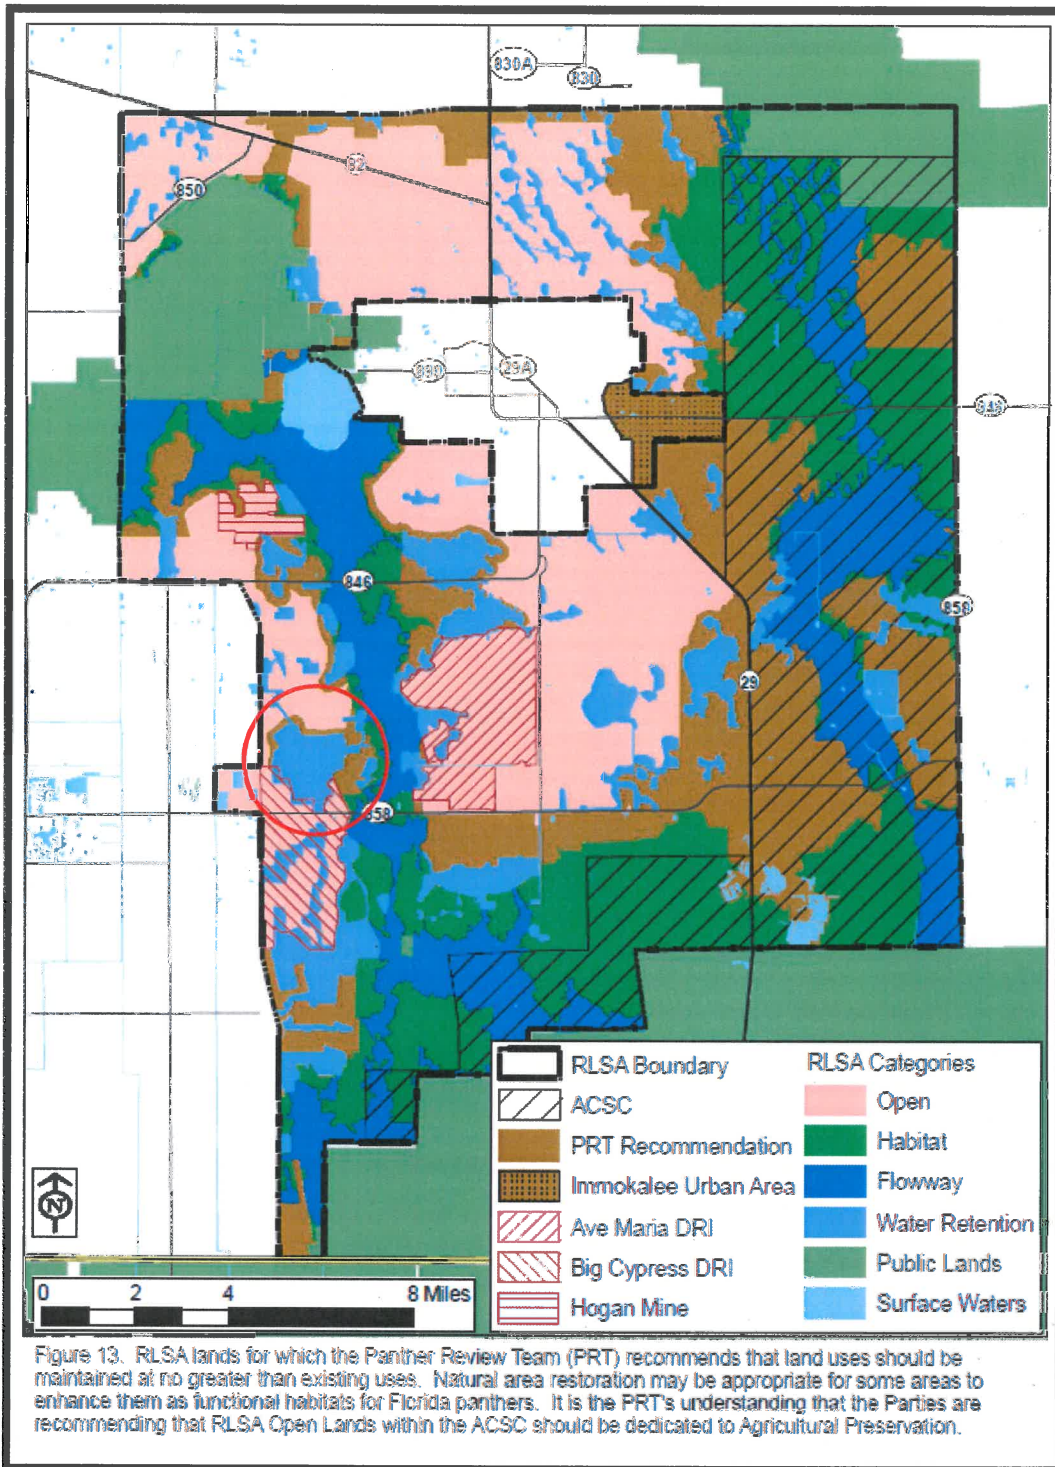 830A
830
82
850
890
29A
846
846
858
29
858
RLSA Boundary
ACSC
PRT Recommendation
Immokalee Urban Area
Ave Maria DRI
Big Cypress DRI
Hogan Mine
RLSA Categories
Open
Habitat
Flowway
Water Retention
Public Lands
Surface Waters
N
0 2 4 8 Miles
Figure 13. RLSA lands for which the Panther Review Team (PRT) recommends that land uses should be
maintained at no greater than existing uses. Natural area restoration may be appropriate for some areas to
enhance them as functional habitats for Florida panthers. It is the PRT's understanding that the Parties are
recommending that RLSA Open Lands within the ACSC should be dedicated to Agricultural Preservation.